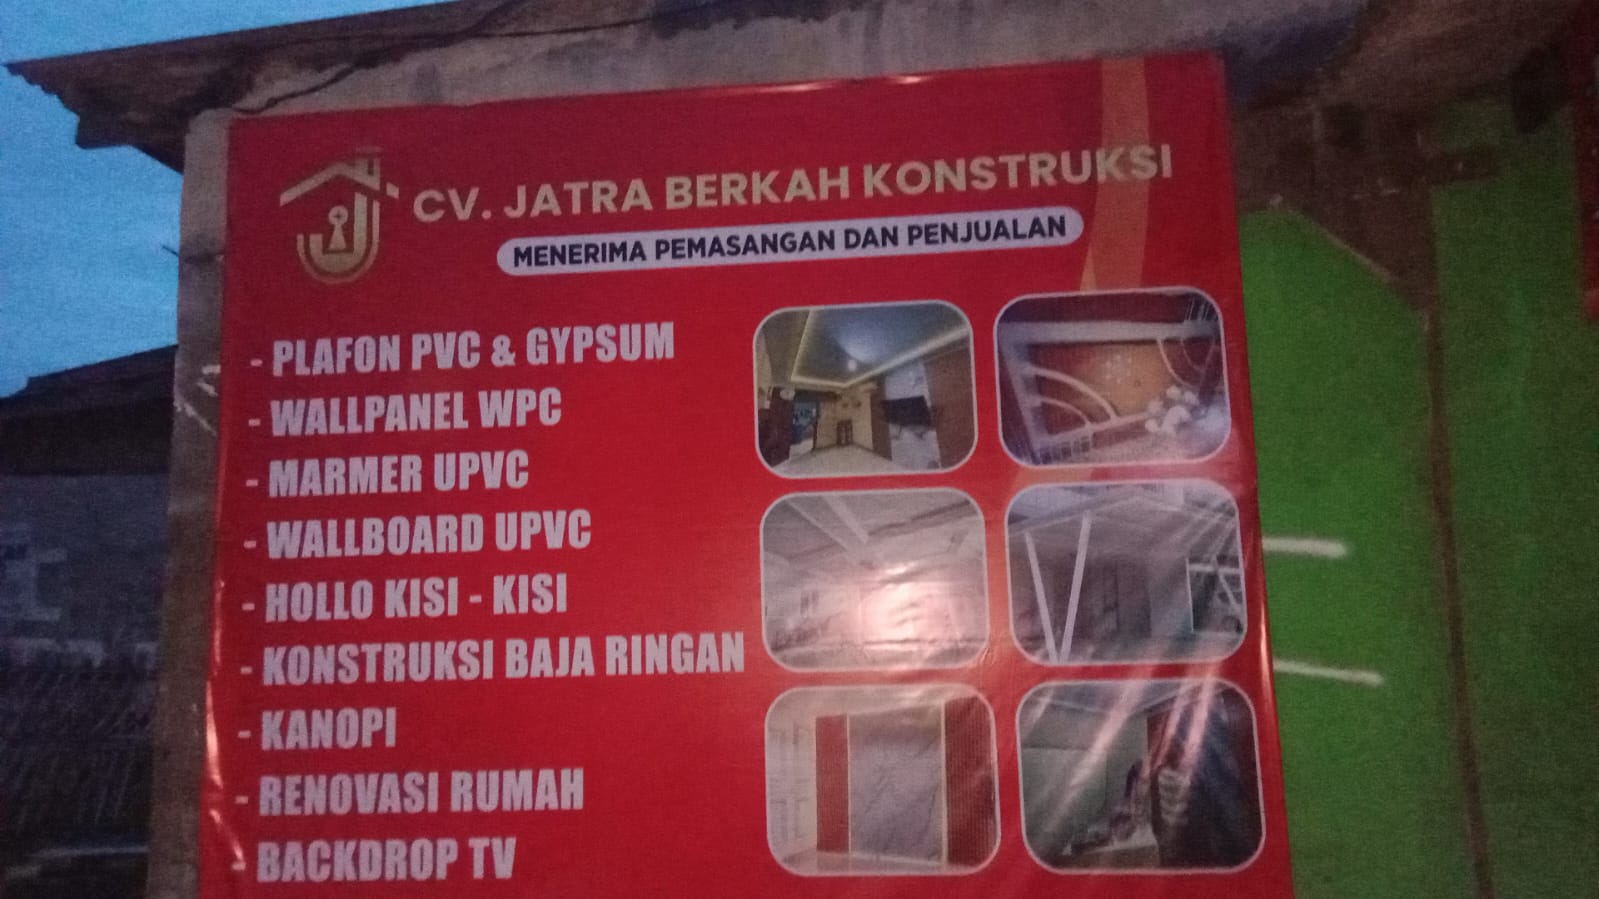 CV. JATRA BERKAH KONSTRUKSI
MENERIMA PEMASANGAN DAN PENJUALAN
- PLAFON PVC & GYPSUM
- WALLPANEL WPC
- MARMER UPVC
- WALLBOARD UPVC
- HOLLO KISI - KISI
- KONSTRUKSI BAJA RINGAN
- KANOPI
- RENOVASI RUMAH
- BACKDROP TV